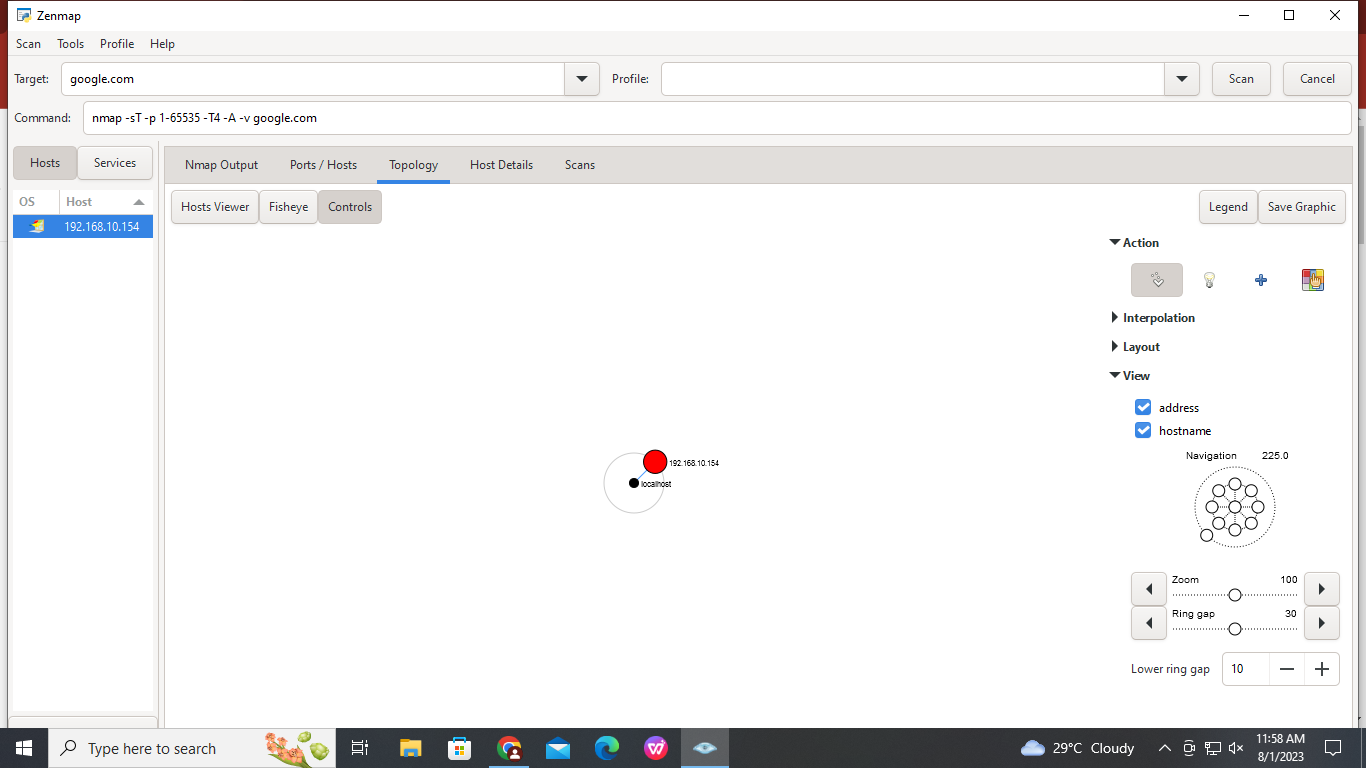 Zenmap
Scan Tools Profile Help
Target: google.com Profile: Scan Cancel
Command: nmap -sT -p 1-65535 -T4 -A -v google.com
Hosts Services
Nmap Output Ports / Hosts Topology Host Details Scans
OS Host
192.168.10.154
Hosts Viewer Fisheye Controls
Legend Save Graphic
Action
Interpolation
Layout
View
address
hostname
Navigation 225.0
192.168.10.154
localhost
Zoom 100
Ring gap 30
Lower ring gap 10
Type here to search
29°C Cloudy
11:58 AM
8/1/2023